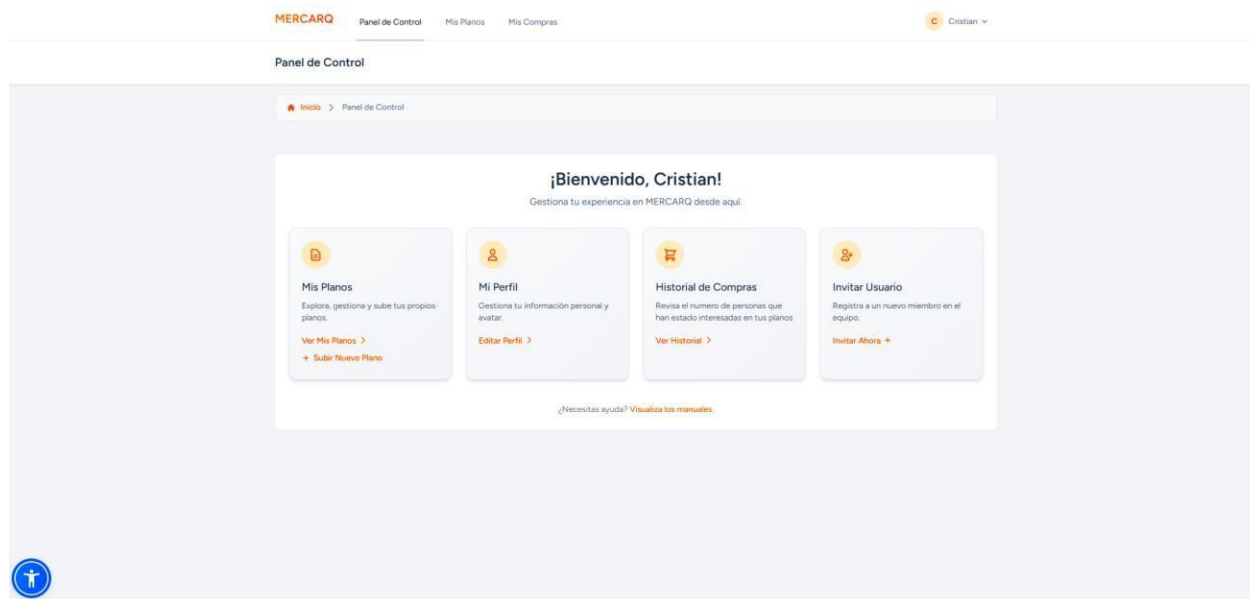 MERCARQ
Panel de Control
Mis Planos
Mis Compras
C
Cristian
Panel de Control
Inicio > Panel de Control
¡Bienvenido, Cristian!
Gestiona tu experiencia en MERCARQ desde aquí.
Mis Planos
Explora, gestiona y sube tus propios
planos.
Ver Mis Planos >
+ Subir Nuevo Plano
Mi Perfil
Gestiona tu información personal y
avatar.
Editar Perfil >
Historial de Compras
Revisa el numero de personas que
han estado interesadas en tus planos
Ver Historial >
Invitar Usuario
Registra a un nuevo miembro en el
equipo.
Invitar Ahora +
¿Necesitas ayuda? Visualiza los manuales.